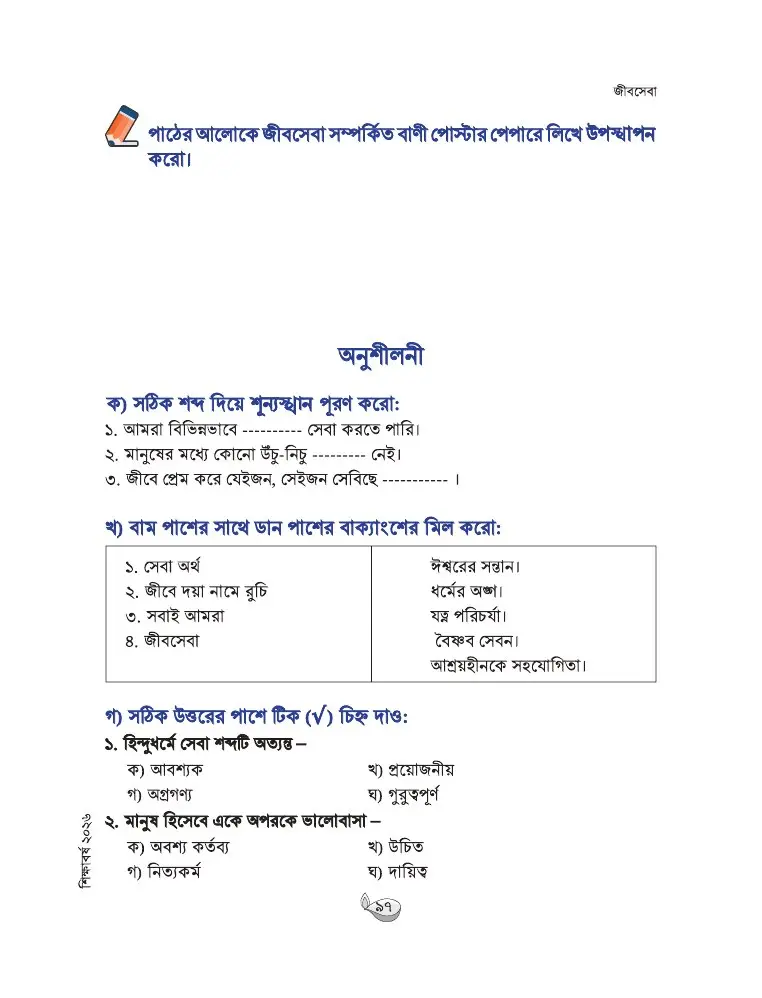 জীবসেবা
পাঠের আলোকে জীবসেবা সম্পর্কিত বাণী পোস্টার পেপারে লিখে উপস্থাপন
করো।
অনুশীলনী
ক) সঠিক শব্দ দিয়ে শূন্যস্থান পূরণ করো:
১. আমরা বিভিন্নভাবে ---------- সেবা করতে পারি।
২. মানুষের মধ্যে কোনো উঁচু-নিচু --------- নেই।
৩. জীবে প্রেম করে যেইজন, সেইজন সেবিছে ----------- ।
খ) বাম পাশের সাথে ডান পাশের বাক্যাংশের মিল করো:
১. সেবা অর্থ
২. জীবে দয়া নামে রুচি
৩. সবাই আমরা
৪. জীবসেবা
ঈশ্বরের সন্তান।
ধর্মের অঙ্গ।
যত্ন পরিচর্যা।
বৈষ্ণব সেবন।
আশ্রয়হীনকে সহযোগিতা।
গ) সঠিক উত্তরের পাশে টিক (√) চিহ্ন দাও:
১. হিন্দুধর্মে সেবা শব্দটি অত্যন্ত –
ক) আবশ্যক খ) প্রয়োজনীয়
গ) অগ্রগণ্য ঘ) গুরুত্বপূর্ণ
২. মানুষ হিসেবে একে অপরকে ভালোবাসা –
ক) অবশ্য কর্তব্য খ) উচিত
গ) নিত্যকর্ম ঘ) দায়িত্ব
শিক্ষাবর্ষ ২০২৬
৯৭